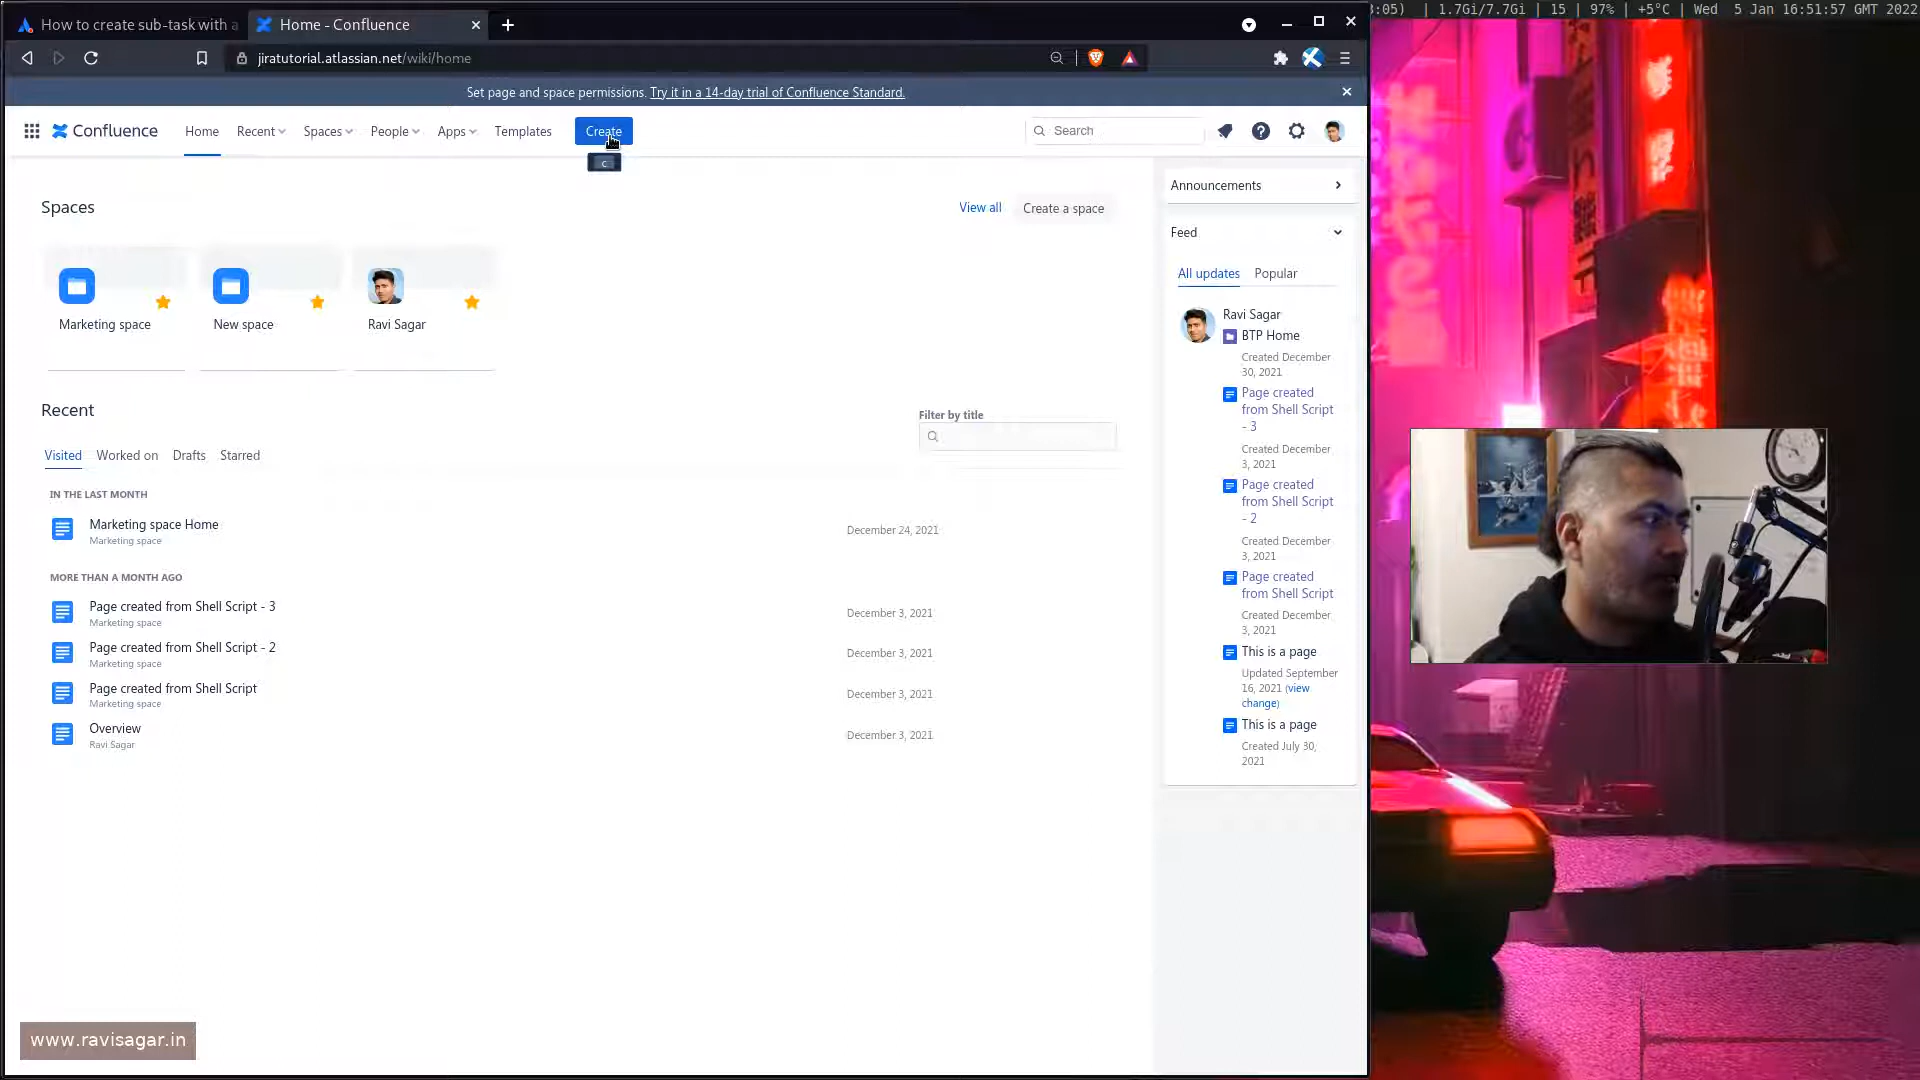 3:05) | 1.7Gi/7.7Gi | 15 | 97% | +5°C | Wed 5 Jan 16:51:57 GMT 2022
How to create sub-task with a
Home - Confluence
jiratutorial.atlassian.net/wiki/home
Set page and space permissions. Try it in a 14-day trial of Confluence Standard.
Confluence Home Recent Spaces People Apps Templates Create Search
c
Spaces
View all Create a space
Marketing space New space Ravi Sagar
Recent
Filter by title
Visited Worked on Drafts Starred
IN THE LAST MONTH
Marketing space Home December 24, 2021
Marketing space
MORE THAN A MONTH AGO
Page created from Shell Script - 3 December 3, 2021
Marketing space
Page created from Shell Script - 2 December 3, 2021
Marketing space
Page created from Shell Script December 3, 2021
Marketing space
Overview December 3, 2021
Ravi Sagar
Announcements
Feed
All updates Popular
Ravi Sagar
BTP Home
Created December
30, 2021
Page created
from Shell Script
- 3
Created December
3, 2021
Page created
from Shell Script
- 2
Created December
3, 2021
Page created
from Shell Script
Created December
3, 2021
This is a page
Updated September
16, 2021 (view
change)
This is a page
Created July 30,
2021
www.ravisagar.in